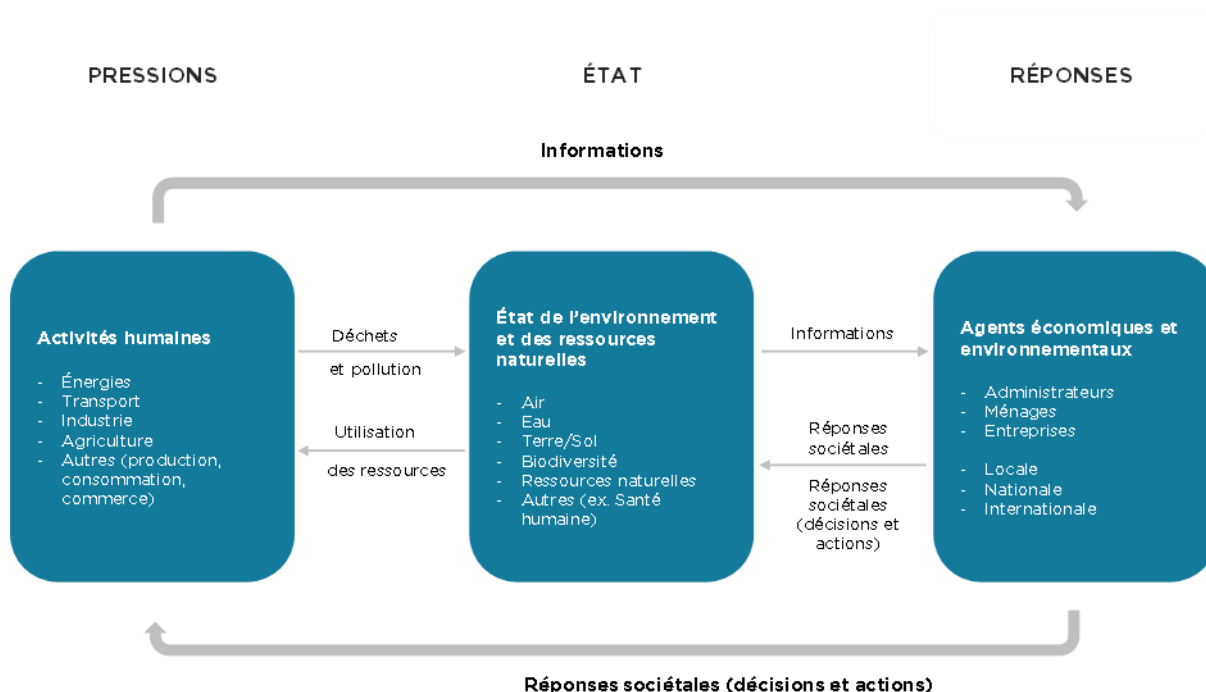 PRESSIONS
ÉTAT
RÉPONSES
Informations
Activités humaines
- Énergies
- Transport
- Industrie
- Agriculture
- Autres (production,
consommation,
commerce)
Déchets
et pollution
Utilisation
des ressources
État de l'environnement
et des ressources
naturelles
- Air
- Eau
- Terre/Sol
- Biodiversité
- Ressources naturelles
- Autres (ex. Santé
humaine)
Informations
Réponses
sociétales
Réponses
sociétales
(décisions et
actions)
Agents économiques et
environnementaux
- Administrateurs
- Ménages
- Entreprises
- Locale
- Nationale
- Internationale
Réponses sociétales (décisions et actions)